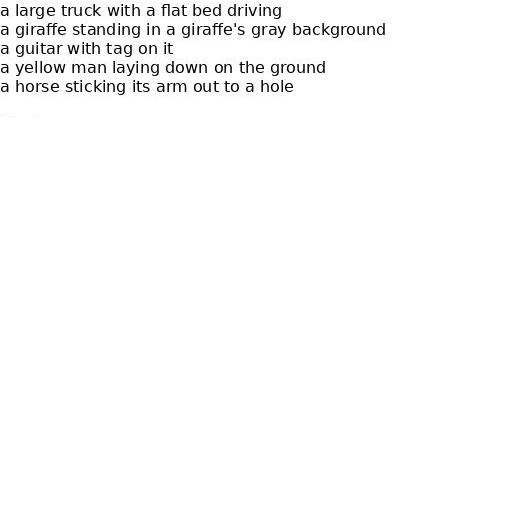 a large truck with a flat bed driving
a giraffe standing in a giraffe's gray background
a guitar with tag on it
a yellow man laying down on the ground
a horse sticking its arm out to a hole